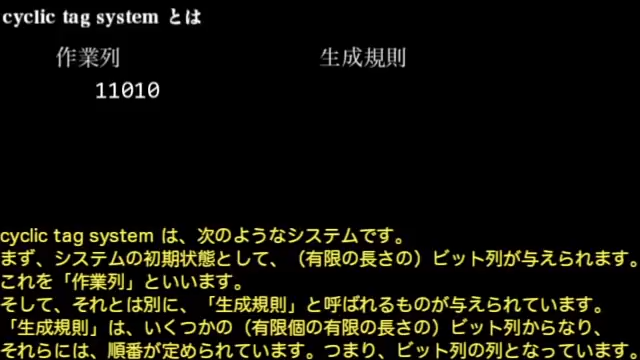 cyclic tag system とは
作業列 生成規則
11010
cyclic tag system は、次のようなシステムです。
まず、システムの初期状態として、（有限の長さの）ビット列が与えられます。
これを「作業列」といいます。
そして、それとは別に、「生成規則」と呼ばれるものが与えられています。
「生成規則」は、いくつかの（有限個の有限の長さの）ビット列からなり、
それらには、順番が定められています。つまり、ビット列の列となっています。